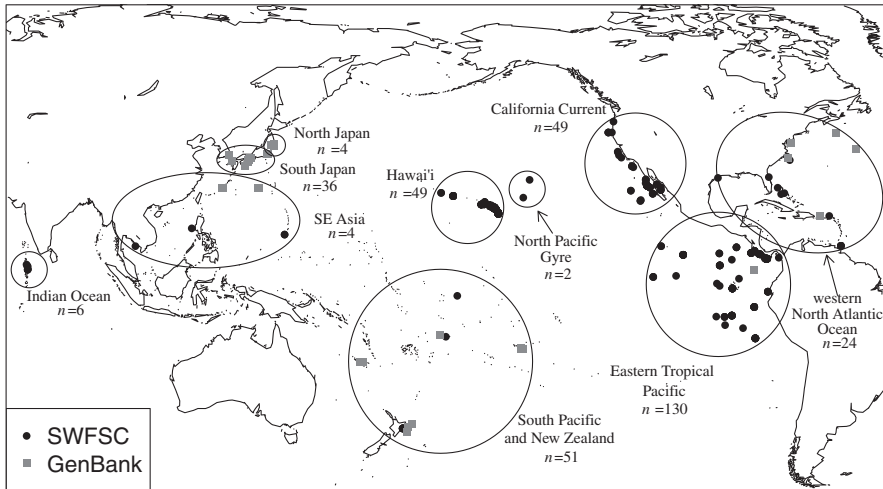 California Current
n=49
North Japan
n=4
South Japan
n=36
Hawai'i
n=49
SE Asia
n=4
North Pacific
Gyre
n=2
Indian Ocean
n=6
western
North Atlantic
Ocean
n=24
Eastern Tropical
Pacific
n=130
South Pacific
and New Zealand
n=51
SWFSC
GenBank